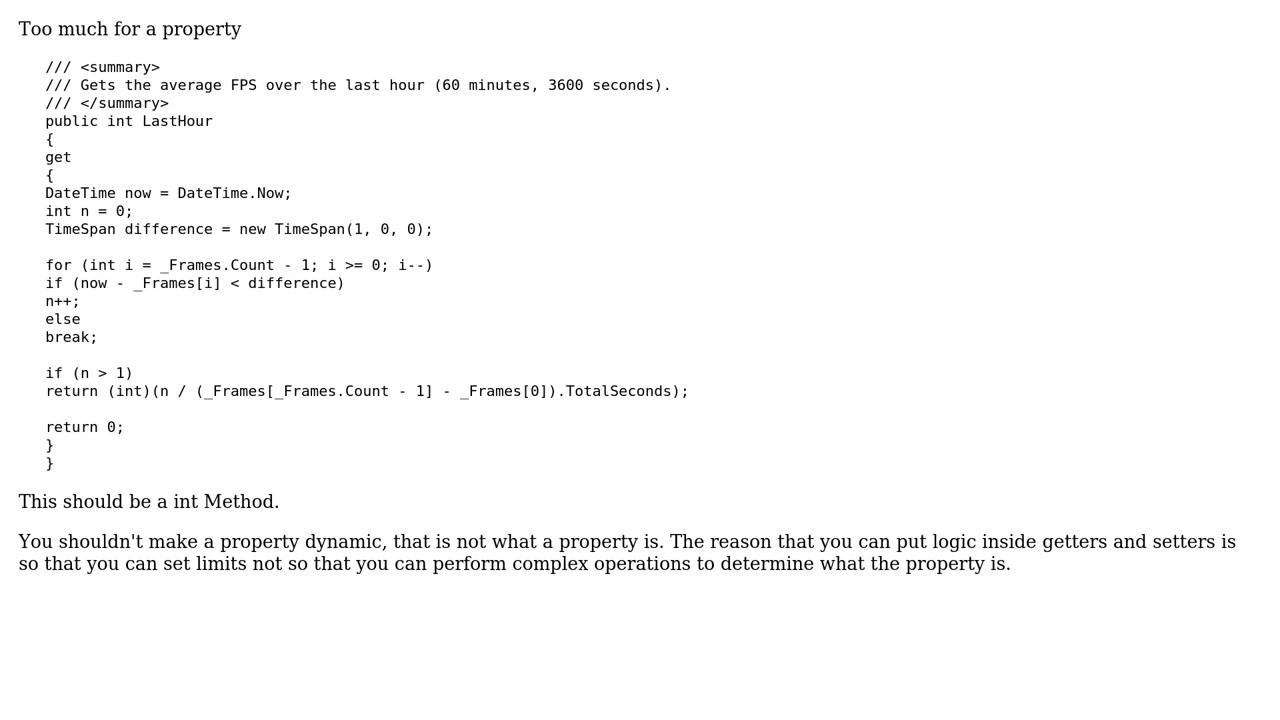 Too much for a property
/// <summary>
/// Gets the average FPS over the last hour (60 minutes, 3600 seconds).
/// </summary>
public int LastHour
{
get
{
DateTime now = DateTime.Now;
int n = 0;
TimeSpan difference = new TimeSpan(1, 0, 0);
for (int i = _Frames.Count - 1; i >= 0; i--)
if (now - _Frames[i] < difference)
n++;
else
break;
if (n > 1)
return (int)(n / (_Frames[_Frames.Count - 1] - _Frames[0]).TotalSeconds);
return 0;
}
}
This should be a int Method.
You shouldn't make a property dynamic, that is not what a property is. The reason that you can put logic inside getters and setters is
so that you can set limits not so that you can perform complex operations to determine what the property is.